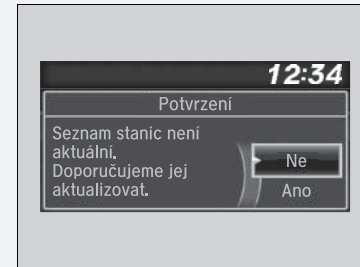 12:34
Potvrzení
Seznam stanic není
aktuální.
Doporučujeme jej
aktualizovat.
Ne
Ano